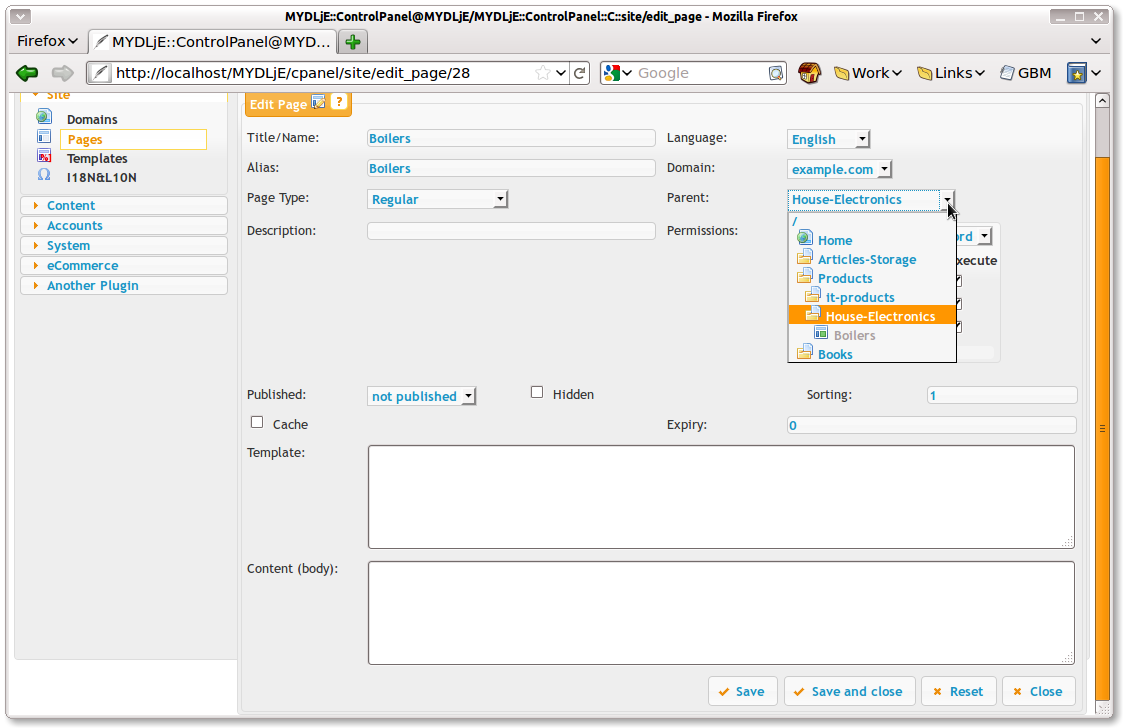 MYDLjE::ControlPanel@MYDLjE/MYDLjE::ControlPanel::C::site/edit_page - Mozilla Firefox
Firefox
MYDLjE::ControlPanel@MYD...
http://localhost/MYDLjE/cpanel/site/edit_page/28
Google
Work
Links
GBM
Site
Domains
Pages
Templates
I18N&L10N
Content
Accounts
System
eCommerce
Another Plugin
Edit Page ?
Title/Name: Boilers Language: English
Alias: Boilers Domain: example.com
Page Type: Regular Parent: House-Electronics
Description: Permissions: rd
/
Home
Articles-Storage
xecute
Products
it-products
House-Electronics
Boilers
Books
Published: not published Hidden Sorting: 1
Cache Expiry: 0
Template:
Content (body):
Save Save and close Reset Close